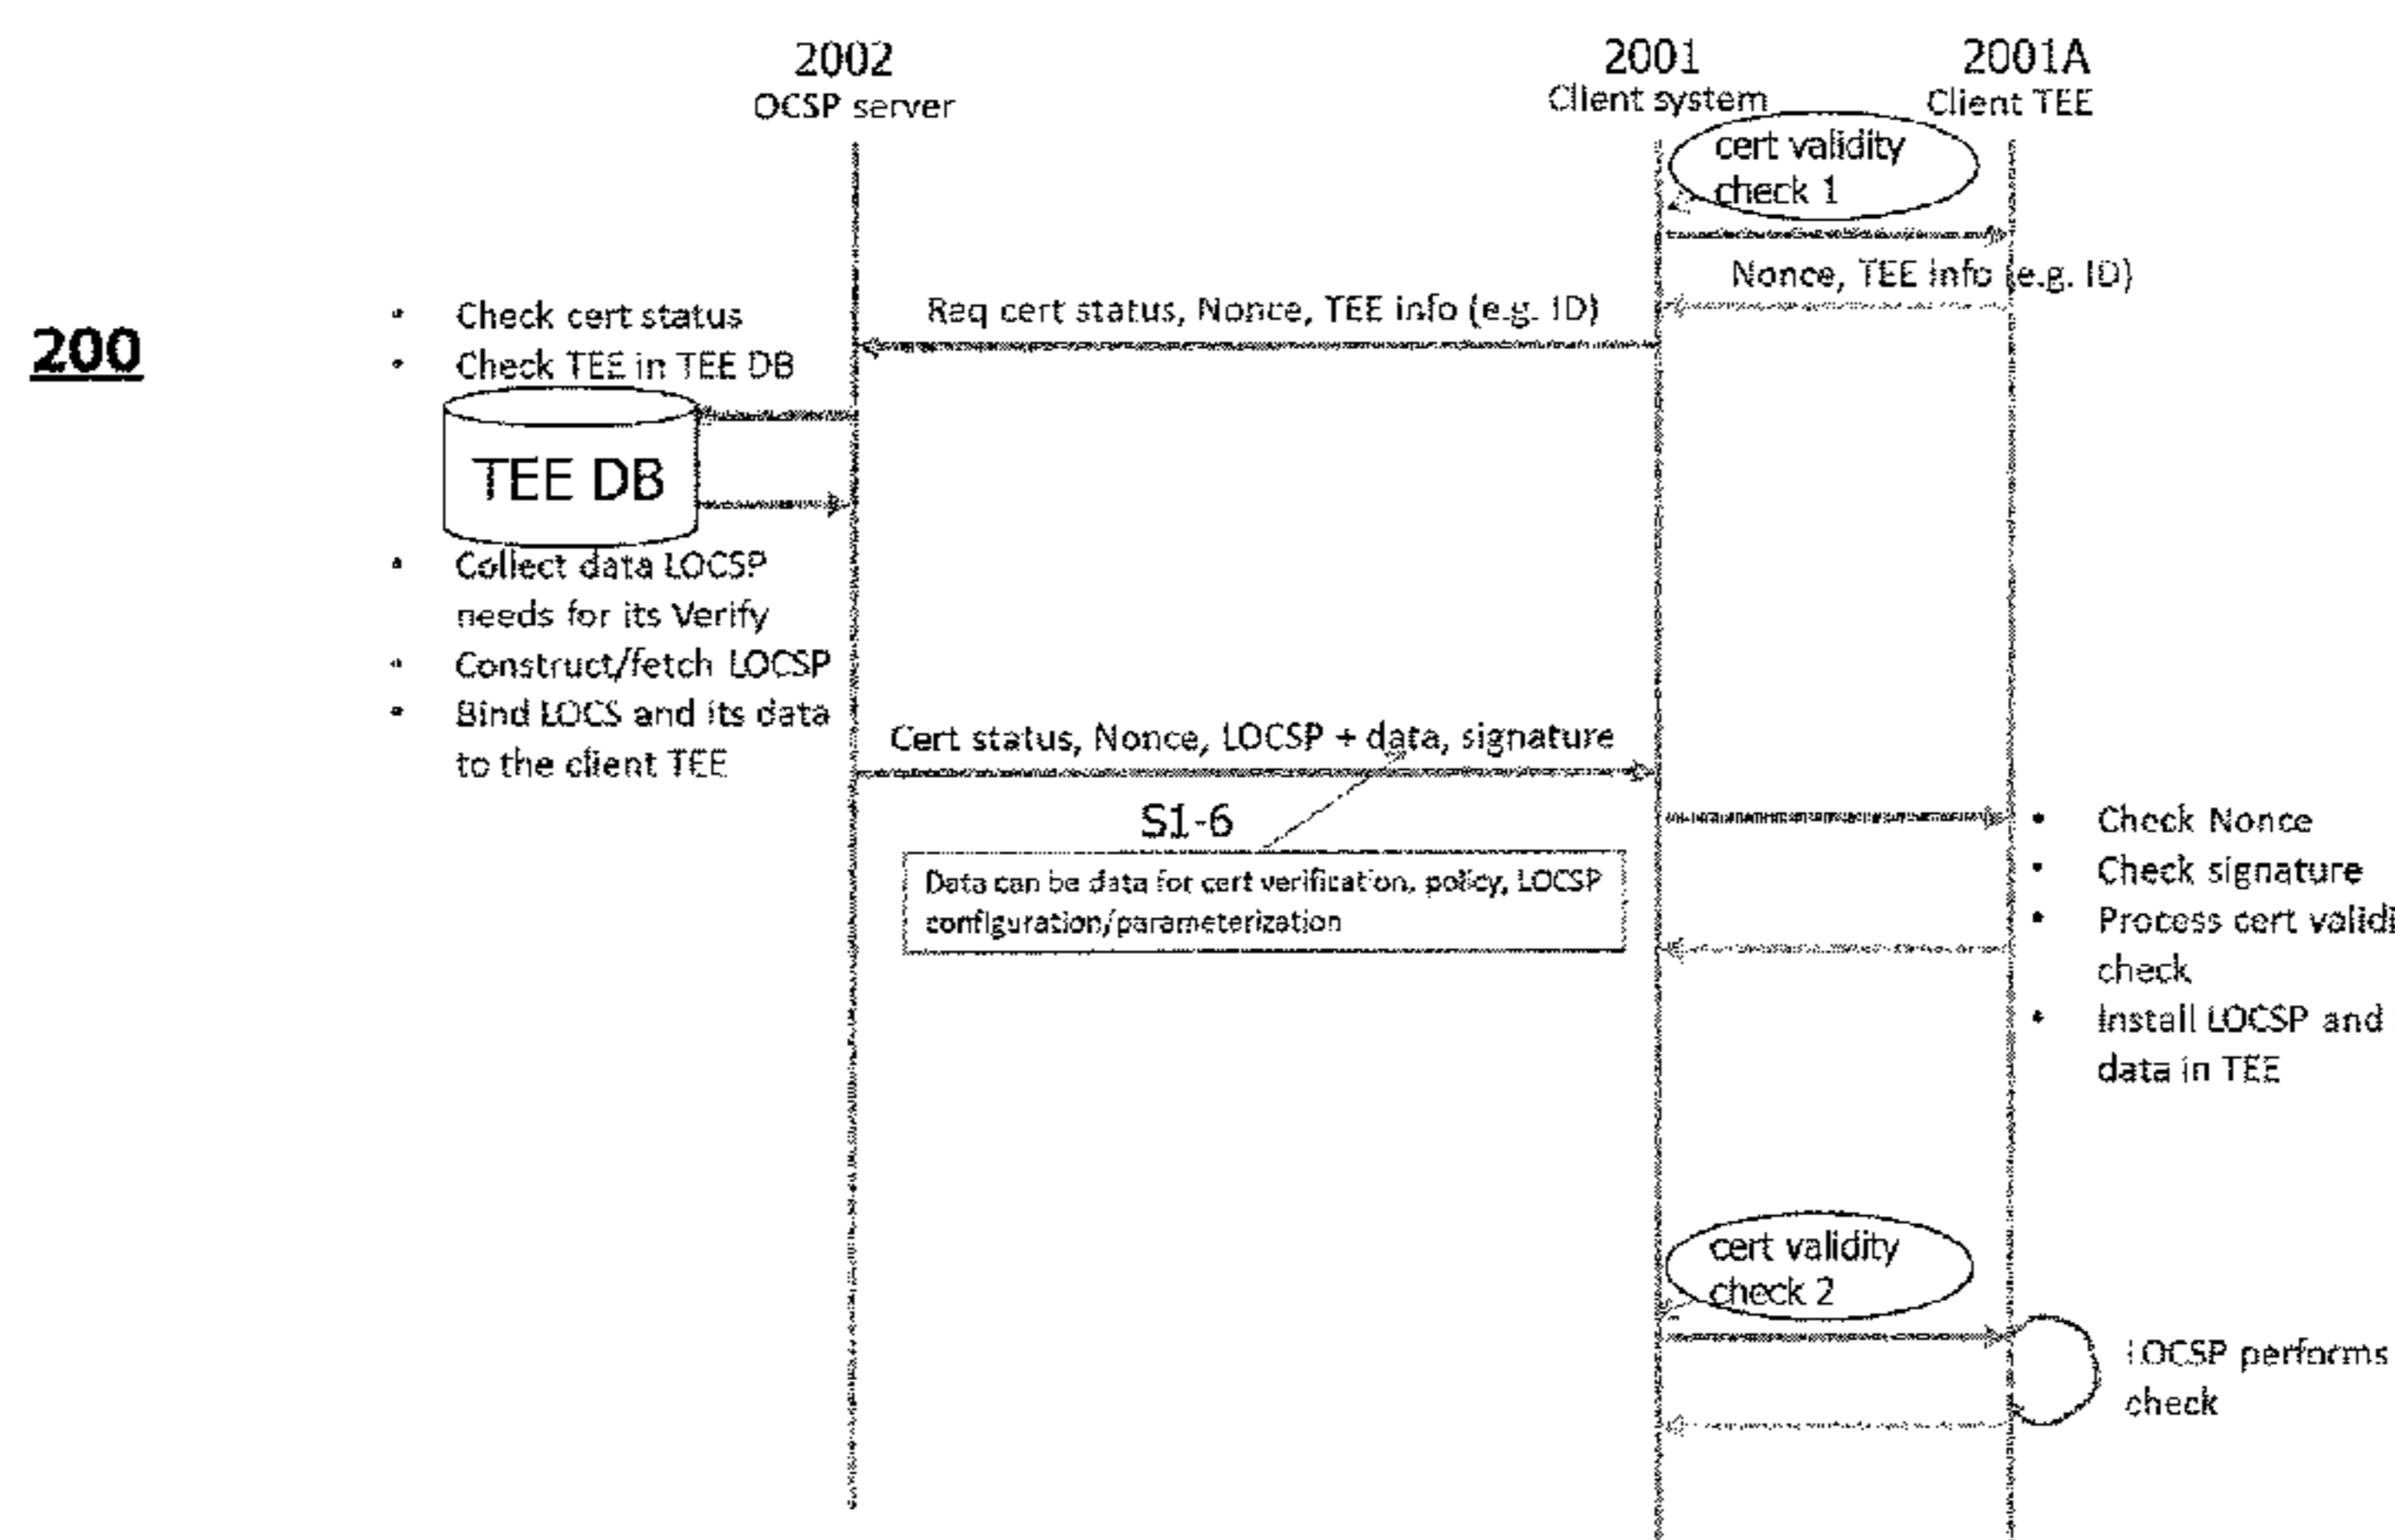 2002
OCSP server
2001
Client system
2001A
Client TEE
cert validity
check 1
Nonce, TEE info (e.g. ID)
Req cert status, Nonce, TEE info (e.g. ID)
200
• Check cert status
• Check TEE in TEE DB
TEE DB
• Collect data LOCSP
needs for its Verify
• Construct/fetch LOCSP
• Bind LOCS and its data
to the client TEE
Cert status, Nonce, LOCSP + data, signature
S1-6
Data can be data for cert verification, policy, LOCSP
configuration/parameterization
• Check Nonce
• Check signature
• Process cert validi
check
• Install LOCSP and
data in TEE
cert validity
check 2
LOCSP performs
check